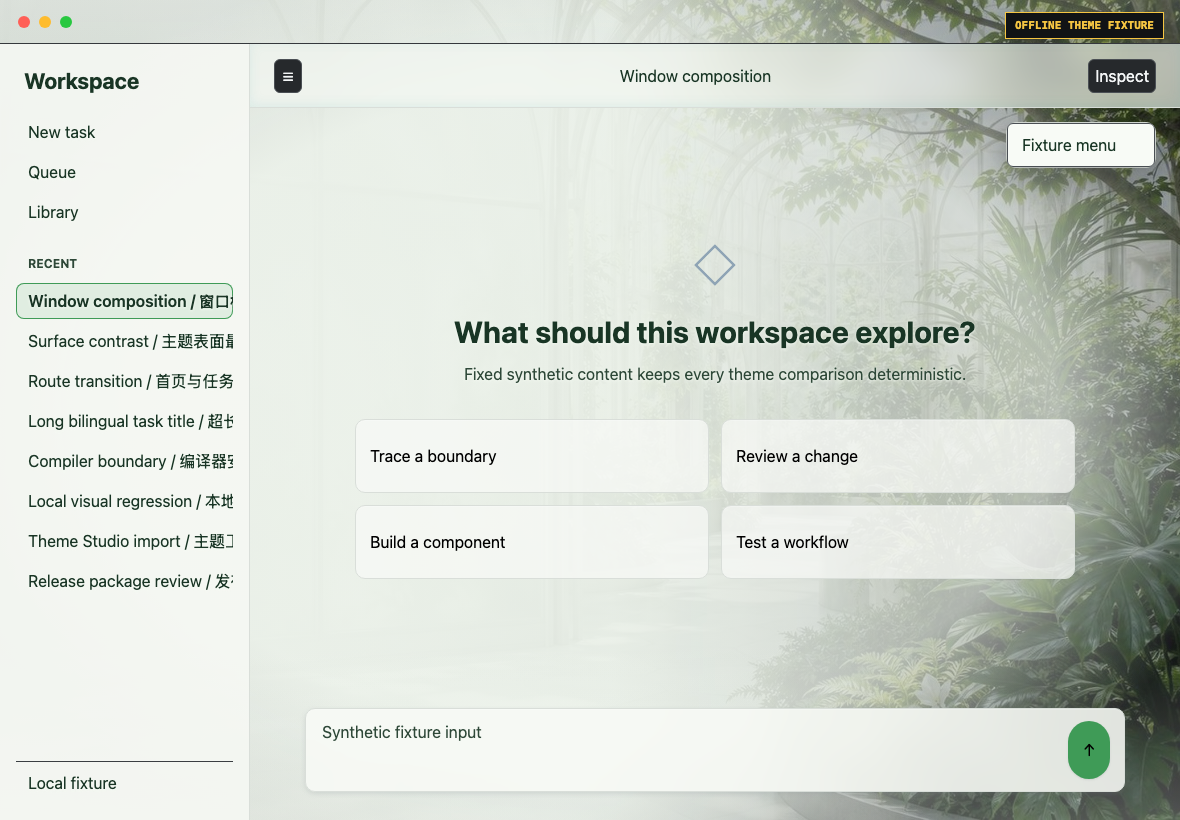 OFFLINE THEME FIXTURE
Workspace
Window composition
Inspect
New task
Queue
Library
Fixture menu
RECENT
Window composition / 窗口
Surface contrast / 主题表面
Route transition / 首页与任务
Long bilingual task title / 超长
Compiler boundary / 编译器
Local visual regression / 本地
Theme Studio import / 主题
Release package review / 发
What should this workspace explore?
Fixed synthetic content keeps every theme comparison deterministic.
Trace a boundary
Review a change
Build a component
Test a workflow
Synthetic fixture input
Local fixture